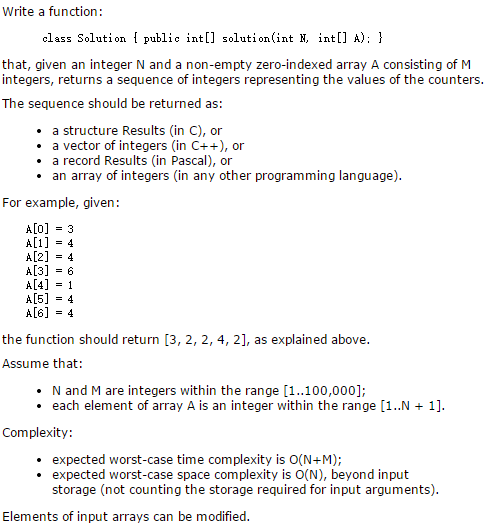 Write a function:
class Solution { public int[] solution(int N, int[] A); }
that, given an integer N and a non-empty zero-indexed array A consisting of M
integers, returns a sequence of integers representing the values of the counters.
The sequence should be returned as:
• a structure Results (in C), or
• a vector of integers (in C++), or
• a record Results (in Pascal), or
• an array of integers (in any other programming language).
For example, given:
A[0] = 3
A[1] = 4
A[2] = 4
A[3] = 6
A[4] = 1
A[5] = 4
A[6] = 4
the function should return [3, 2, 2, 4, 2], as explained above.
Assume that:
• N and M are integers within the range [1..100,000];
• each element of array A is an integer within the range [1..N + 1].
Complexity:
• expected worst-case time complexity is O(N+M);
• expected worst-case space complexity is O(N), beyond input
storage (not counting the storage required for input arguments).
Elements of input arrays can be modified.